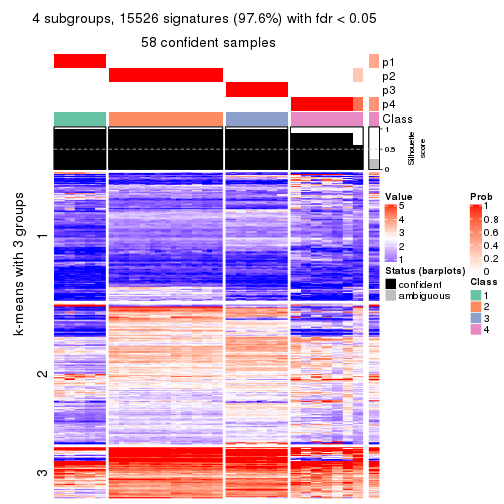 4 subgroups, 15526 signatures (97.6%) with fdr < 0.05
58 confident samples
p1
p2
p3
p4
Class
1
0.5
0
Silhouette
score
k-means with 3 groups
1
2
3
Value
5
4
3
2
1
Prob
1
0.8
0.6
0.4
0.2
0
Status (barplots)
confident
ambiguous
Class
1
2
3
4